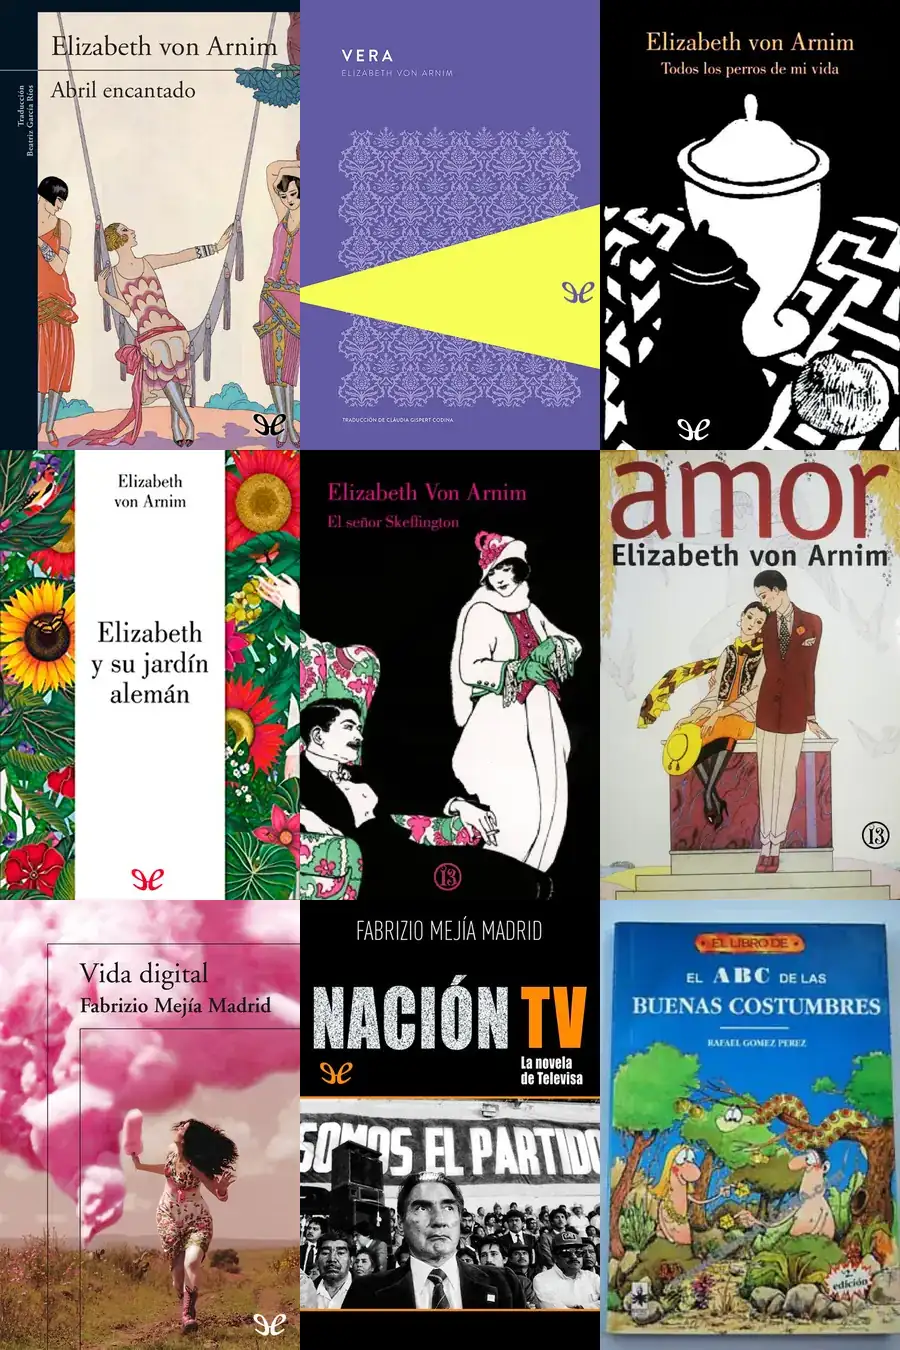 Elizabeth von Arnim
Abril encantado
Traducción
Beatriz García Ríos
VERA
ELIZABETH VON ARNIM
TRADUCCIÓN DE CLÀUDIA GISPERT CODINA
Elizabeth von Arnim
Todos los perros de mi vida
Elizabeth
von Arnim
Elizabeth
y su jardín
alemán
Elizabeth Von Arnim
El señor Skeffington
13
amor
Elizabeth von Arnim
13
Vida digital
Fabrizio Mejía Madrid
FABRIZIO MEJÍA MADRID
NACIÓN TV
La novela
de Televisa
SOMOS EL PARTIDO
EL LIBRO DE
EL ABC DE LAS
BUENAS COSTUMBRES
RAFAEL GOMEZ PEREZ
2ª
edición